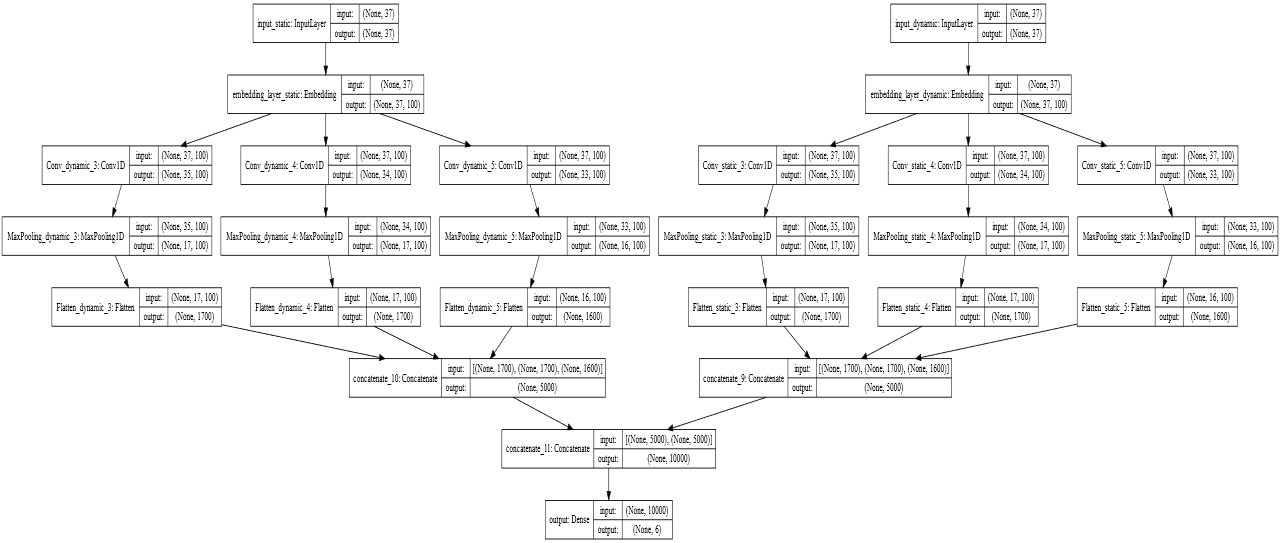 input_static: InputLayer input: (None, 37)
output: (None, 37)
input_dynamic: InputLayer input: (None, 37)
output: (None, 37)
embedding_layer_static: Embedding input: (None, 37)
output: (None, 37, 100)
embedding_layer_dynamic: Embedding input: (None, 37)
output: (None, 37, 100)
Conv_dynamic_3: Conv1D input: (None, 37, 100)
output: (None, 35, 100)
Conv_dynamic_4: Conv1D input: (None, 37, 100)
output: (None, 34, 100)
Conv_dynamic_5: Conv1D input: (None, 37, 100)
output: (None, 33, 100)
Conv_static_3: Conv1D input: (None, 37, 100)
output: (None, 35, 100)
Conv_static_4: Conv1D input: (None, 37, 100)
output: (None, 34, 100)
Conv_static_5: Conv1D input: (None, 37, 100)
output: (None, 33, 100)
MaxPooling_dynamic_3: MaxPooling1D input: (None, 35, 100)
output: (None, 17, 100)
MaxPooling_dynamic_4: MaxPooling1D input: (None, 34, 100)
output: (None, 17, 100)
MaxPooling_dynamic_5: MaxPooling1D input: (None, 33, 100)
output: (None, 16, 100)
MaxPooling_static_3: MaxPooling1D input: (None, 35, 100)
output: (None, 17, 100)
MaxPooling_static_4: MaxPooling1D input: (None, 34, 100)
output: (None, 17, 100)
MaxPooling_static_5: MaxPooling1D input: (None, 33, 100)
output: (None, 16, 100)
Flatten_dynamic_3: Flatten input: (None, 17, 100)
output: (None, 1700)
Flatten_dynamic_4: Flatten input: (None, 17, 100)
output: (None, 1700)
Flatten_dynamic_5: Flatten input: (None, 16, 100)
output: (None, 1600)
Flatten_static_3: Flatten input: (None, 17, 100)
output: (None, 1700)
Flatten_static_4: Flatten input: (None, 17, 100)
output: (None, 1700)
Flatten_static_5: Flatten input: (None, 16, 100)
output: (None, 1600)
concatenate_10: Concatenate input: [(None, 1700), (None, 1700), (None, 1600)]
output: (None, 5000)
concatenate_9: Concatenate input: [(None, 1700), (None, 1700), (None, 1600)]
output: (None, 5000)
concatenate_11: Concatenate input: [(None, 5000), (None, 5000)]
output: (None, 10000)
output: Dense input: (None, 10000)
output: (None, 6)